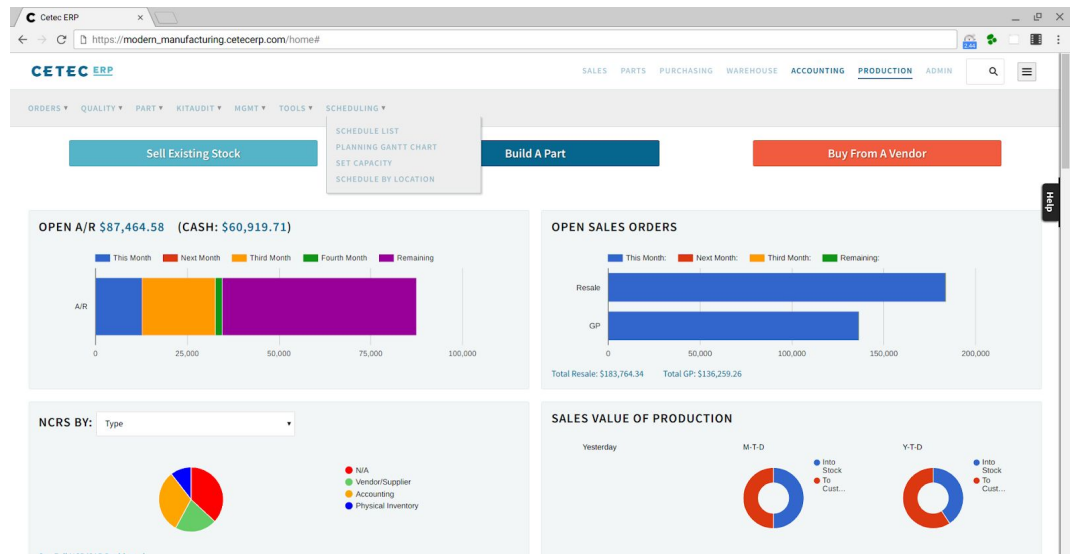 Cetec ERP
https://modern_manufacturing.cetecerp.com/home#
2.44
CETEC ERP
SALES PARTS PURCHASING WAREHOUSE ACCOUNTING PRODUCTION ADMIN
ORDERS QUALITY PART KITAUDIT MGMT TOOLS SCHEDULING
SCHEDULE LIST
PLANNING GANTT CHART
SET CAPACITY
SCHEDULE BY LOCATION
Sell Existing Stock
Build A Part
Buy From A Vendor
Help
OPEN A/R $87,464.58 (CASH: $60,919.71)
This Month Next Month Third Month Fourth Month Remaining
A/R
0 25,000 50,000 75,000 100,000
OPEN SALES ORDERS
This Month: Next Month: Third Month: Remaining:
Resale
GP
0 50,000 100,000 150,000 200,000
Total Resale: $183,764.34 Total GP: $136,259.26
NCRS BY: Type
N/A
Vendor/Supplier
Accounting
Physical Inventory
SALES VALUE OF PRODUCTION
Yesterday M-T-D Y-T-D
Into
Stock
To
Cust...
Into
Stock
To
Cust...